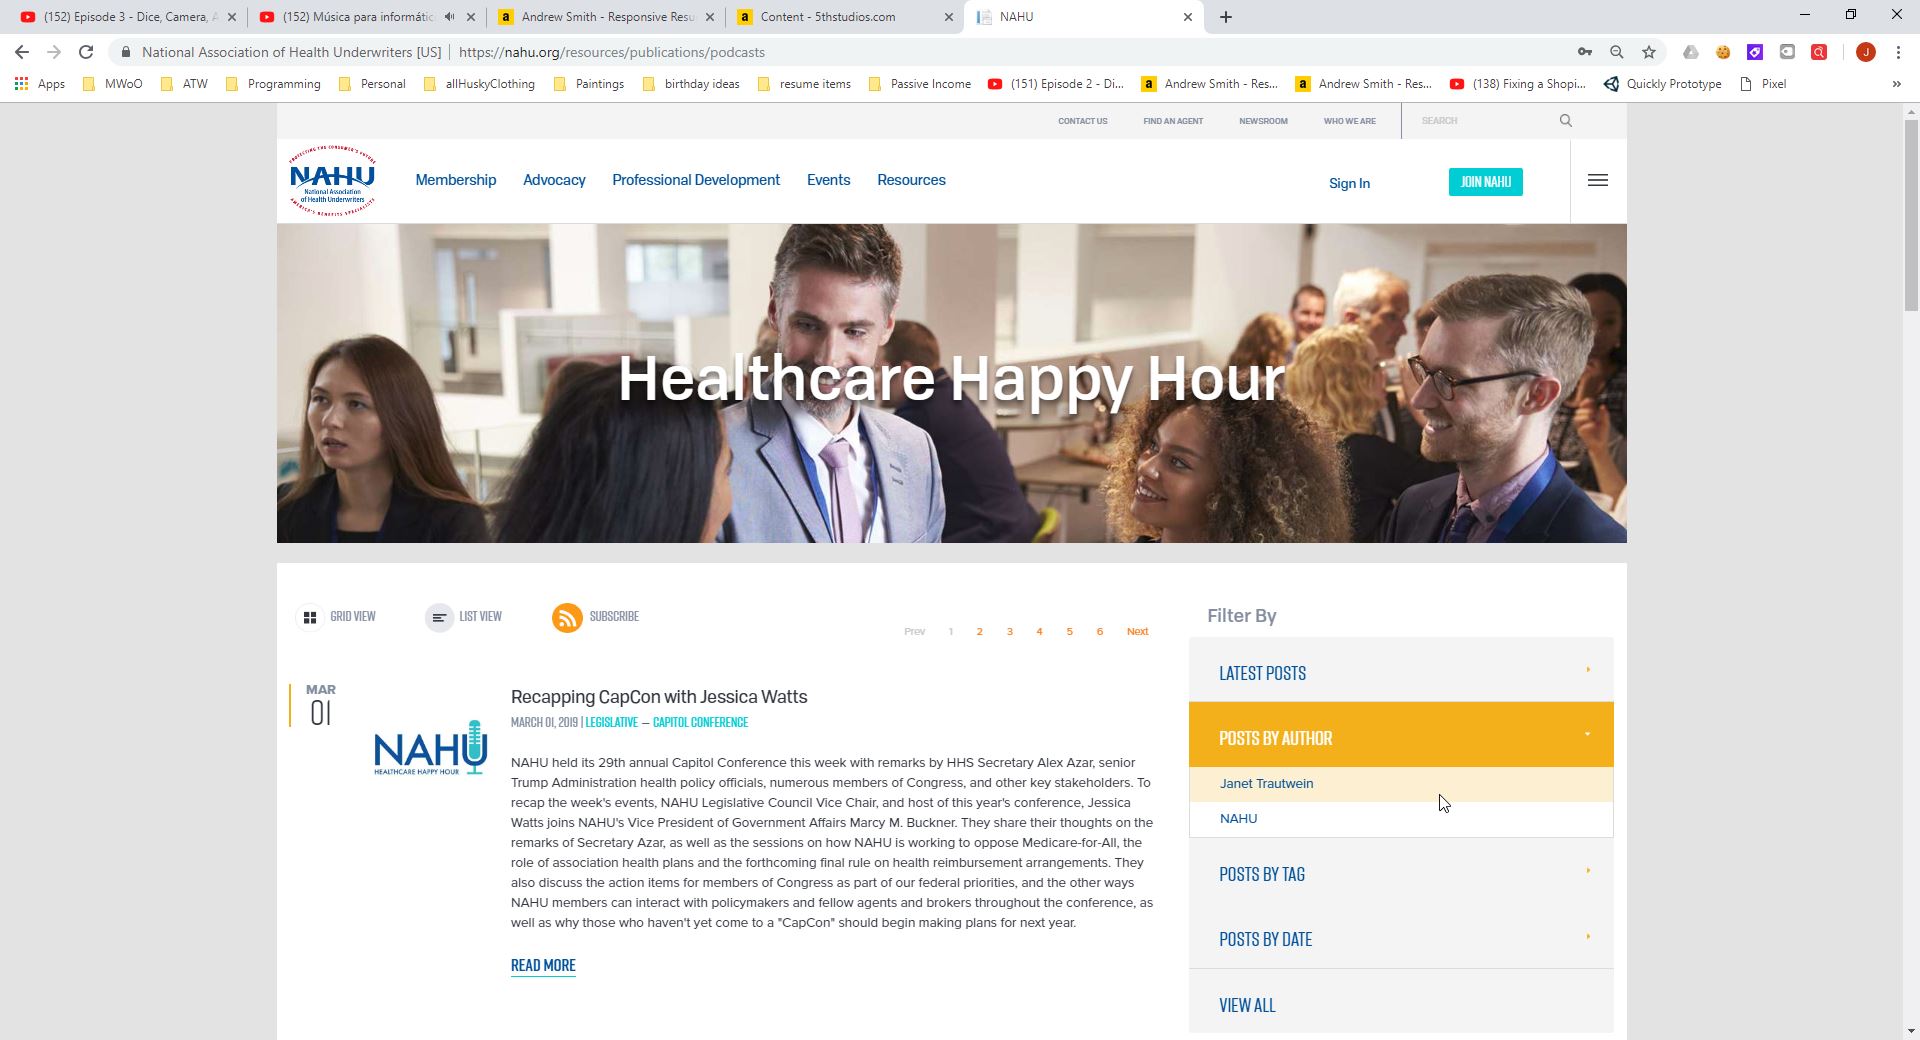 (152) Episode 3 - Dice, Camera, A
(152) Música para informátic
Andrew Smith - Responsive Resu
Content - 5thstudios.com
NAHU
National Association of Health Underwriters [US] | https://nahu.org/resources/publications/podcasts
J
Apps MWoO ATW Programming Personal allHuskyClothing Paintings birthday ideas resume items Passive Income (151) Episode 2 - Di... Andrew Smith - Res... Andrew Smith - Res... (138) Fixing a Shopi... Quickly Prototype Pixel »
CONTACT US FIND AN AGENT NEWSROOM WHO WE ARE SEARCH
PROTECTING THE CONSUMER'S FUTURE
NAHU
National Association
of Health Underwriters
AMERICA'S BENEFITS SPECIALISTS
Membership Advocacy Professional Development Events Resources Sign In JOIN NAHU
Healthcare Happy Hour
GRID VIEW LIST VIEW SUBSCRIBE
Prev 1 2 3 4 5 6 Next
MAR
01
NAHU
HEALTHCARE HAPPY HOUR
Recapping CapCon with Jessica Watts
MARCH 01, 2019 | LEGISLATIVE — CAPITOL CONFERENCE
NAHU held its 29th annual Capitol Conference this week with remarks by HHS Secretary Alex Azar, senior
Trump Administration health policy officials, numerous members of Congress, and other key stakeholders. To
recap the week's events, NAHU Legislative Council Vice Chair, and host of this year's conference, Jessica
Watts joins NAHU's Vice President of Government Affairs Marcy M. Buckner. They share their thoughts on the
remarks of Secretary Azar, as well as the sessions on how NAHU is working to oppose Medicare-for-All, the
role of association health plans and the forthcoming final rule on health reimbursement arrangements. They
also discuss the action items for members of Congress as part of our federal priorities, and the other ways
NAHU members can interact with policymakers and fellow agents and brokers throughout the conference, as
well as why those who haven't yet come to a "CapCon" should begin making plans for next year.
READ MORE
Filter By
LATEST POSTS
POSTS BY AUTHOR
Janet Trautwein
NAHU
POSTS BY TAG
POSTS BY DATE
VIEW ALL